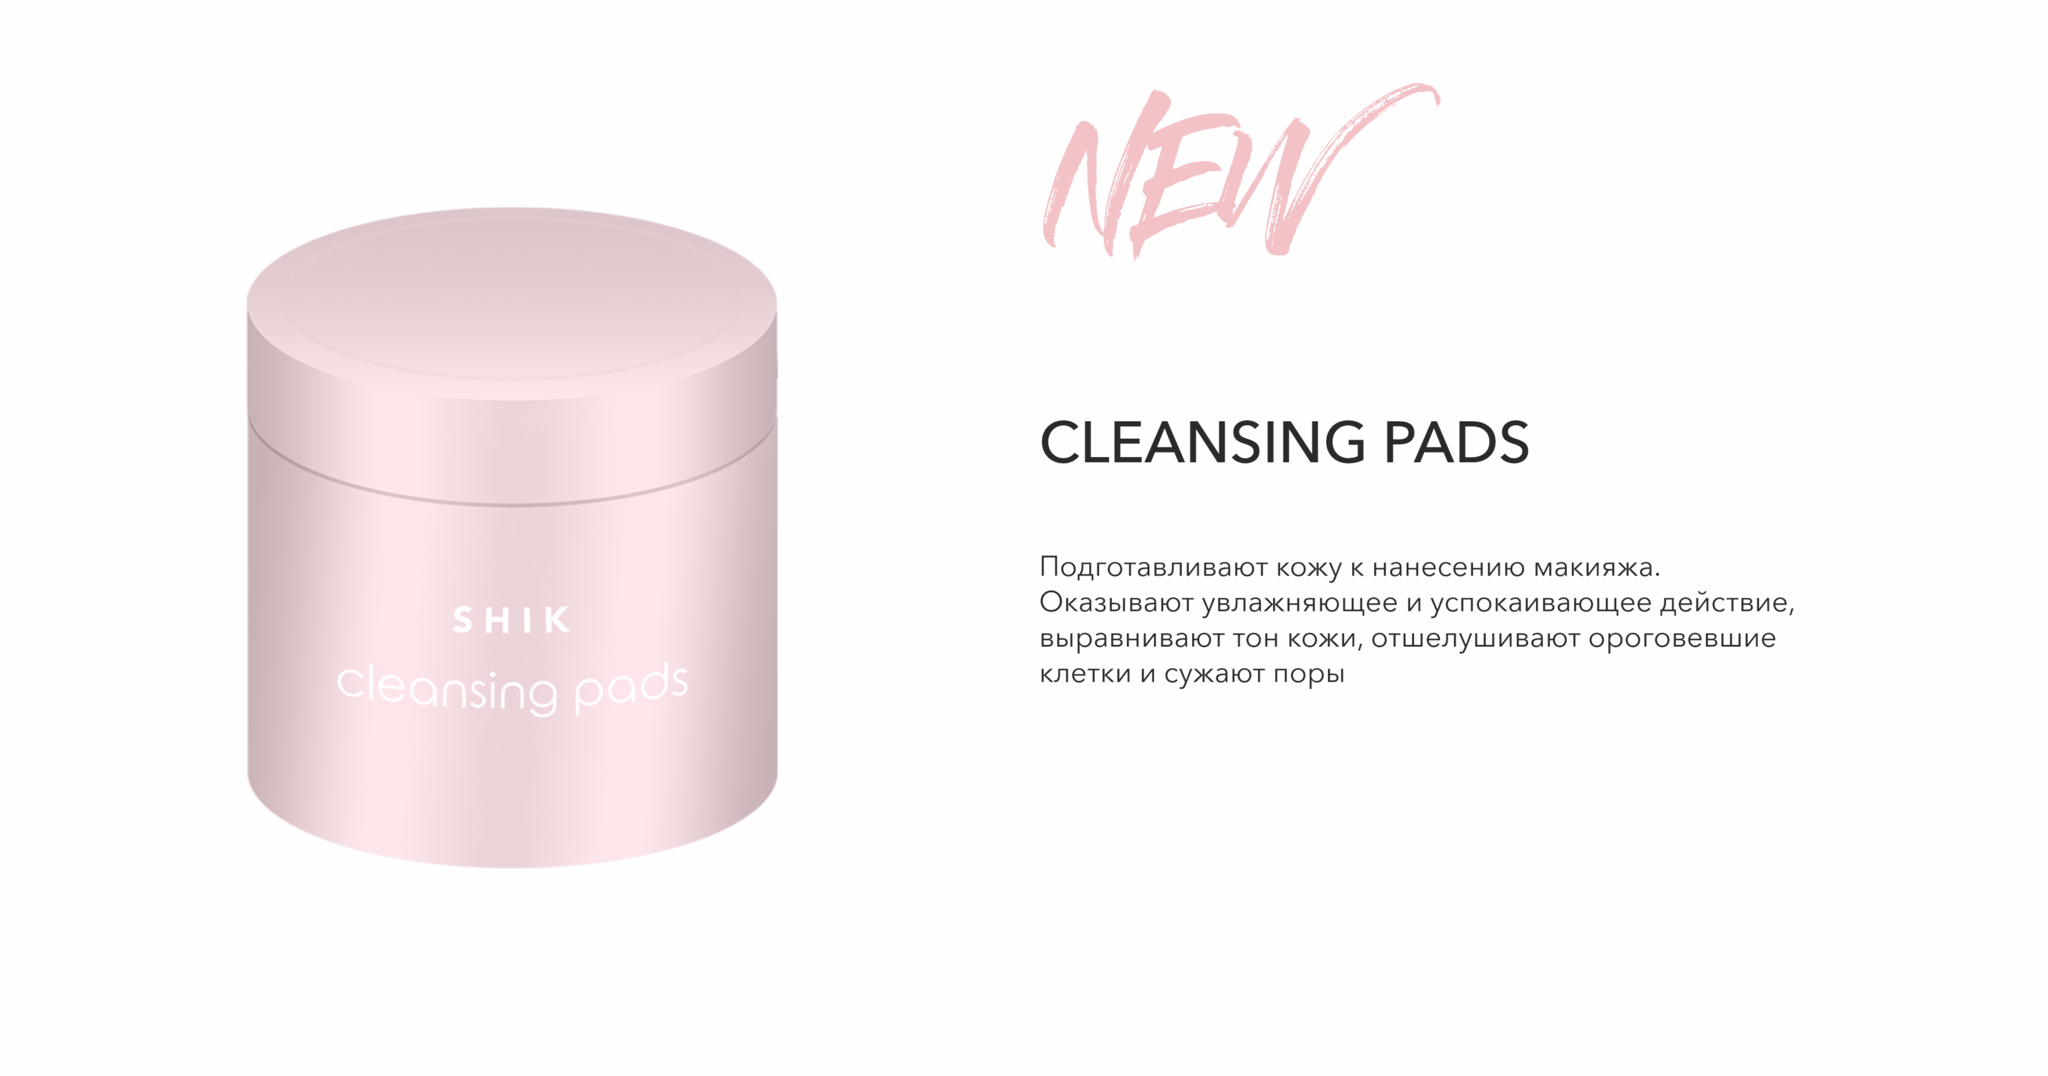 NEW
SHIK
cleansing pads
CLEANSING PADS
Подготавливают кожу к нанесению макияжа.
Оказывают увлажняющее и успокаивающее действие,
выравнивают тон кожи, отшелушивают ороговевшие
клетки и сужают поры